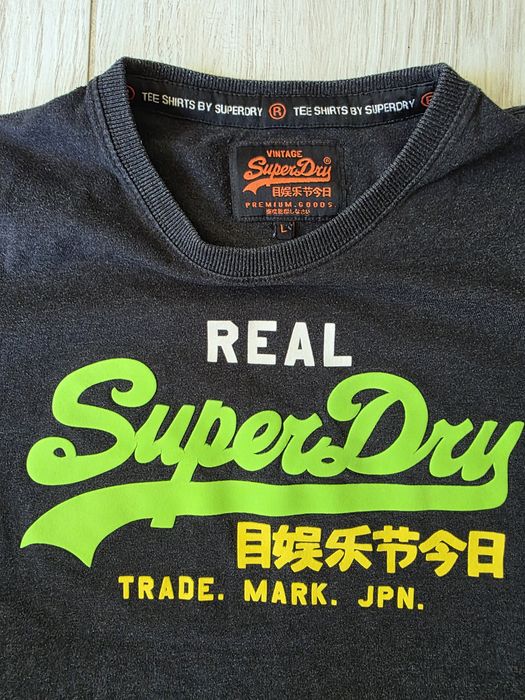 ® TEE SHIRTS BY SUPERDRY ® TEE SHIRTS BY SUPERDRY ®
VINTAGE
SuperDry®
目娱乐节今日
PREMIUM.GOODS.
L
REAL
SuperDry
目娱乐节今日
TRADE. MARK. JPN.